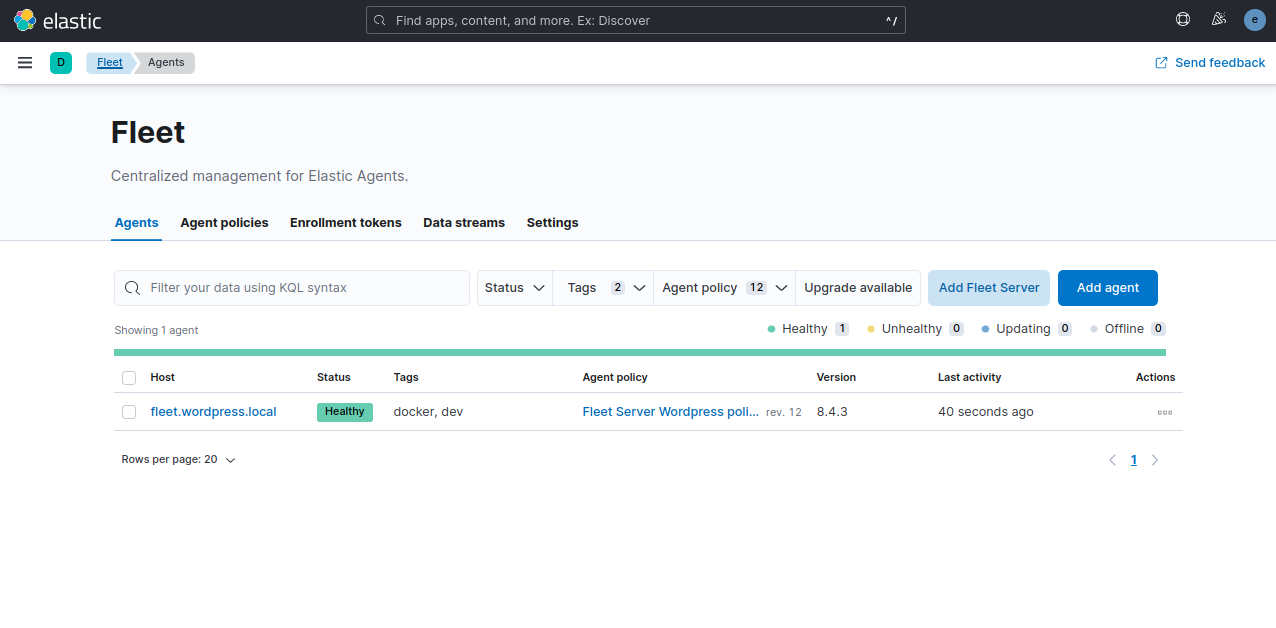 elastic
Find apps, content, and more. Ex: Discover
^/
e
D
Fleet
Agents
Send feedback
Fleet
Centralized management for Elastic Agents.
Agents
Agent policies
Enrollment tokens
Data streams
Settings
Filter your data using KQL syntax
Status
Tags 2
Agent policy 12
Upgrade available
Add Fleet Server
Add agent
Showing 1 agent
Healthy 1
Unhealthy 0
Updating 0
Offline 0
Host Status Tags Agent policy Version Last activity Actions
fleet.wordpress.local Healthy docker, dev Fleet Server Wordpress poli... rev. 12 8.4.3 40 seconds ago
Rows per page: 20
1